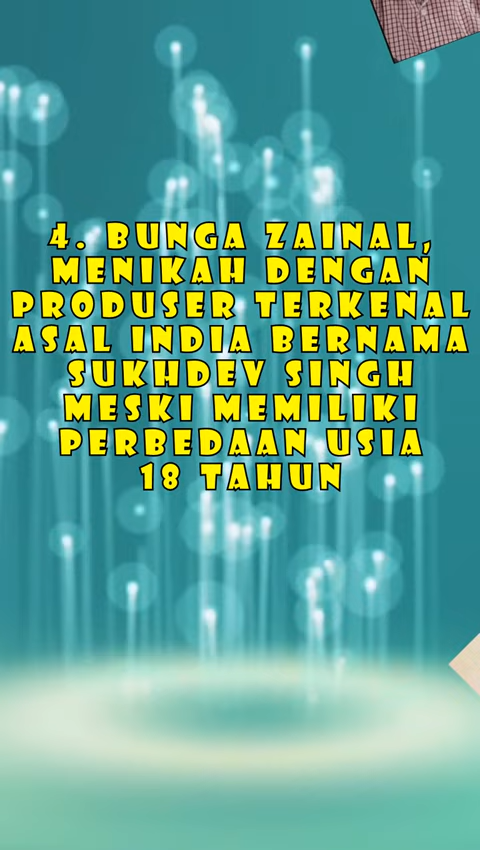 4. BUNGA ZAINAL,
MENIKAH DENGAN
PRODUSER TERKENAL
ASAL INDIA BERNAMA
SUKHDEV SINGH
MESKI MEMILIKI
PERBEDAAN USIA
18 TAHUN